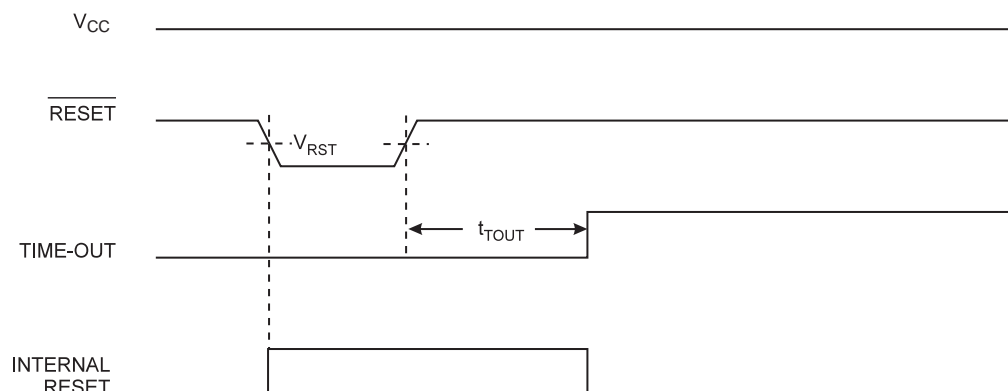 VCC
RESET
VRST
tTOUT
TIME-OUT
INTERNAL
RESET